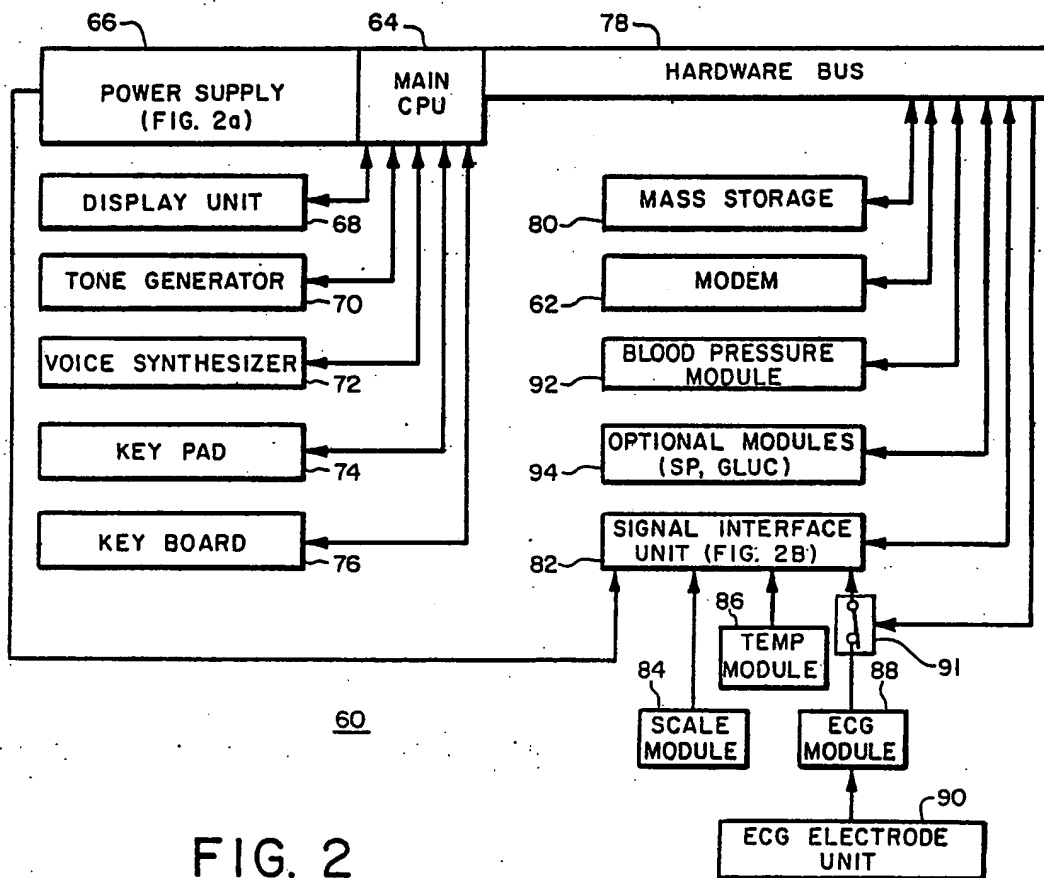 66
64
78
POWER SUPPLY
(FIG. 2a)
MAIN
CPU
HARDWARE BUS
DISPLAY UNIT
68
TONE GENERATOR
70
VOICE SYNTHESIZER
72
KEY PAD
74
KEY BOARD
76
MASS STORAGE
80
MODEM
62
BLOOD PRESSURE
MODULE
92
OPTIONAL MODULES
(SP, GLUC)
94
SIGNAL INTERFACE
UNIT (FIG. 2B)
82
86
TEMP
MODULE
91
84
SCALE
MODULE
88
ECG
MODULE
60
90
ECG ELECTRODE
UNIT
FIG. 2